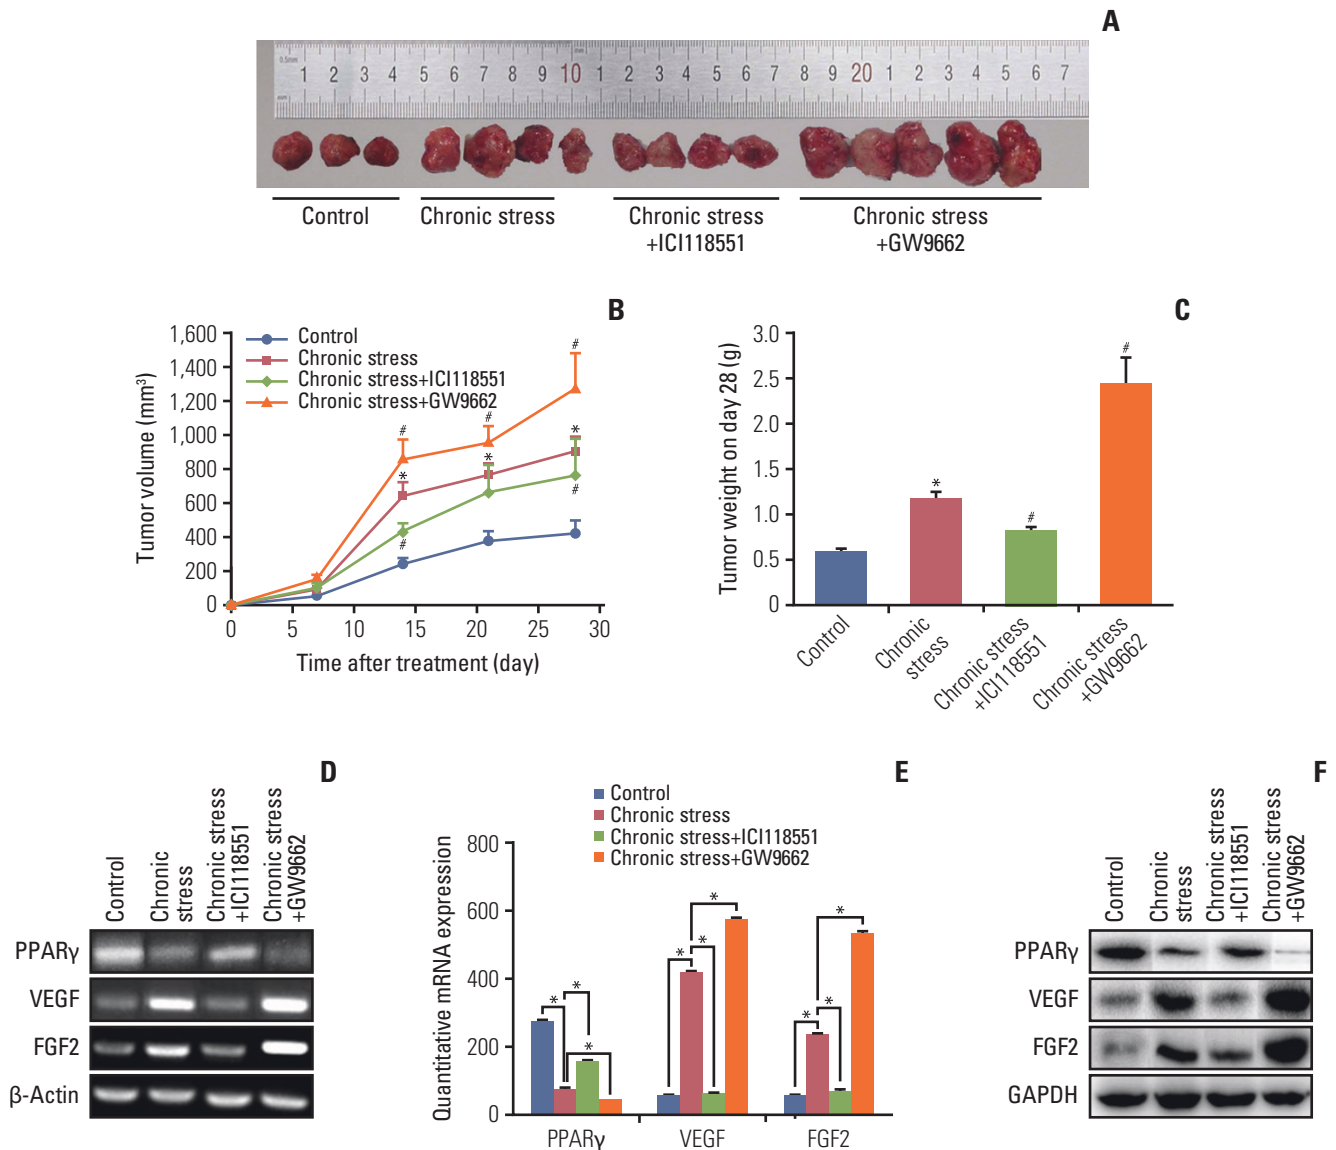 A
0.5mm
mm
1 2 3 4 5 6 7 8 9 10 1 2 3 4 5 6 7 8 9 20 1 2 3 4 5 6 7
mm
Control
Chronic stress
Chronic stress
+ICI118551
Chronic stress
+GW9662
B
Control
Chronic stress
Chronic stress+ICI118551
Chronic stress+GW9662
Tumor volume (mm³)
1,600
1,400
1,200
1,000
800
600
400
200
0
# # # * * * # #
0 5 10 15 20 25 30
Time after treatment (day)
C
Tumor weight on day 28 (g)
3.0
2.5
2.0
1.5
1.0
0.5
0
* # #
Control
Chronic
stress
Chronic stress
+ICI118551
Chronic stress
+GW9662
D
Control
Chronic
stress
Chronic stress
+ICI118551
Chronic stress
+GW9662
PPARγ
VEGF
FGF2
β-Actin
E
Control
Chronic stress
Chronic stress+ICI118551
Chronic stress+GW9662
Quantitative mRNA expression
800
600
400
200
0
* * * * * * * * *
PPARγ VEGF FGF2
F
Control
Chronic
stress
Chronic stress
+ICI118551
Chronic stress
+GW9662
PPARγ
VEGF
FGF2
GAPDH